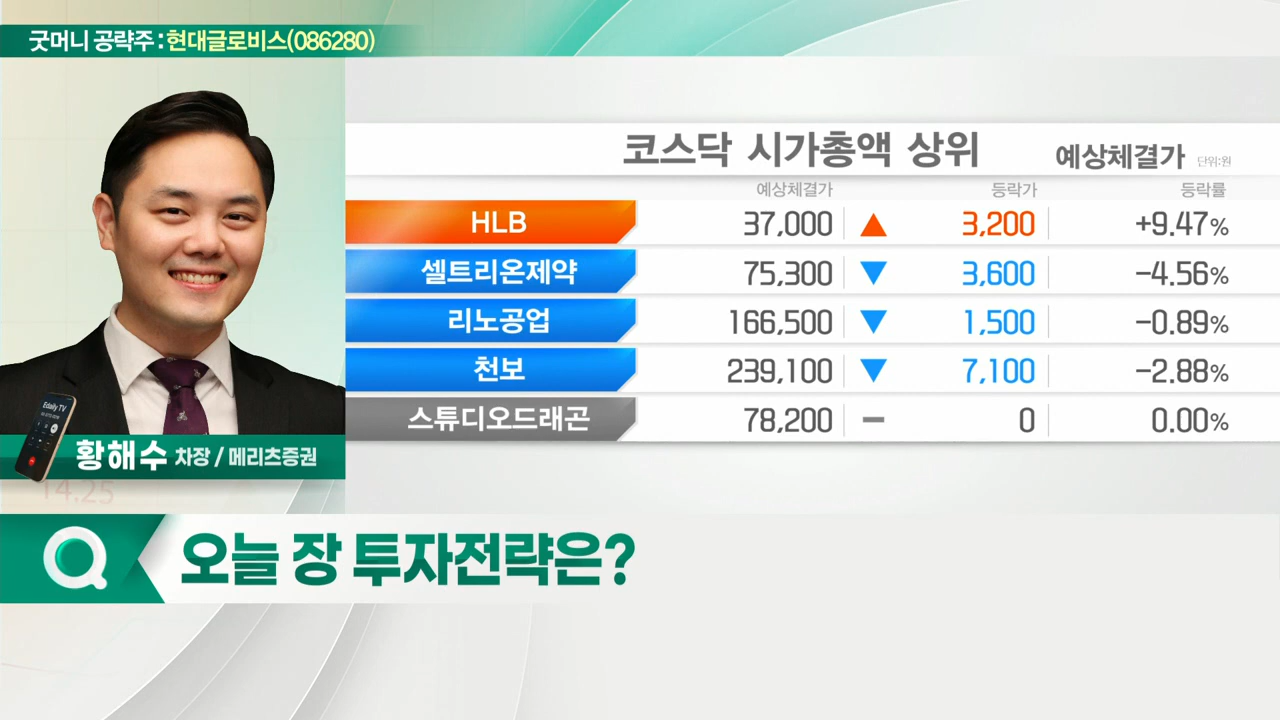 굿머니 공략주 : 현대글로비스(086280)
코스닥 시가총액 상위 예상체결가 단위:원
예상체결가 등락가 등락률
HLB 37,000 ▲ 3,200 +9.47%
셀트리온제약 75,300 ▼ 3,600 -4.56%
리노공업 166,500 ▼ 1,500 -0.89%
천보 239,100 ▼ 7,100 -2.88%
스튜디오드래곤 78,200 - 0 0.00%
Edaily TV
황해수 차장 / 메리츠증권
14.25
Q 오늘 장 투자전략은?